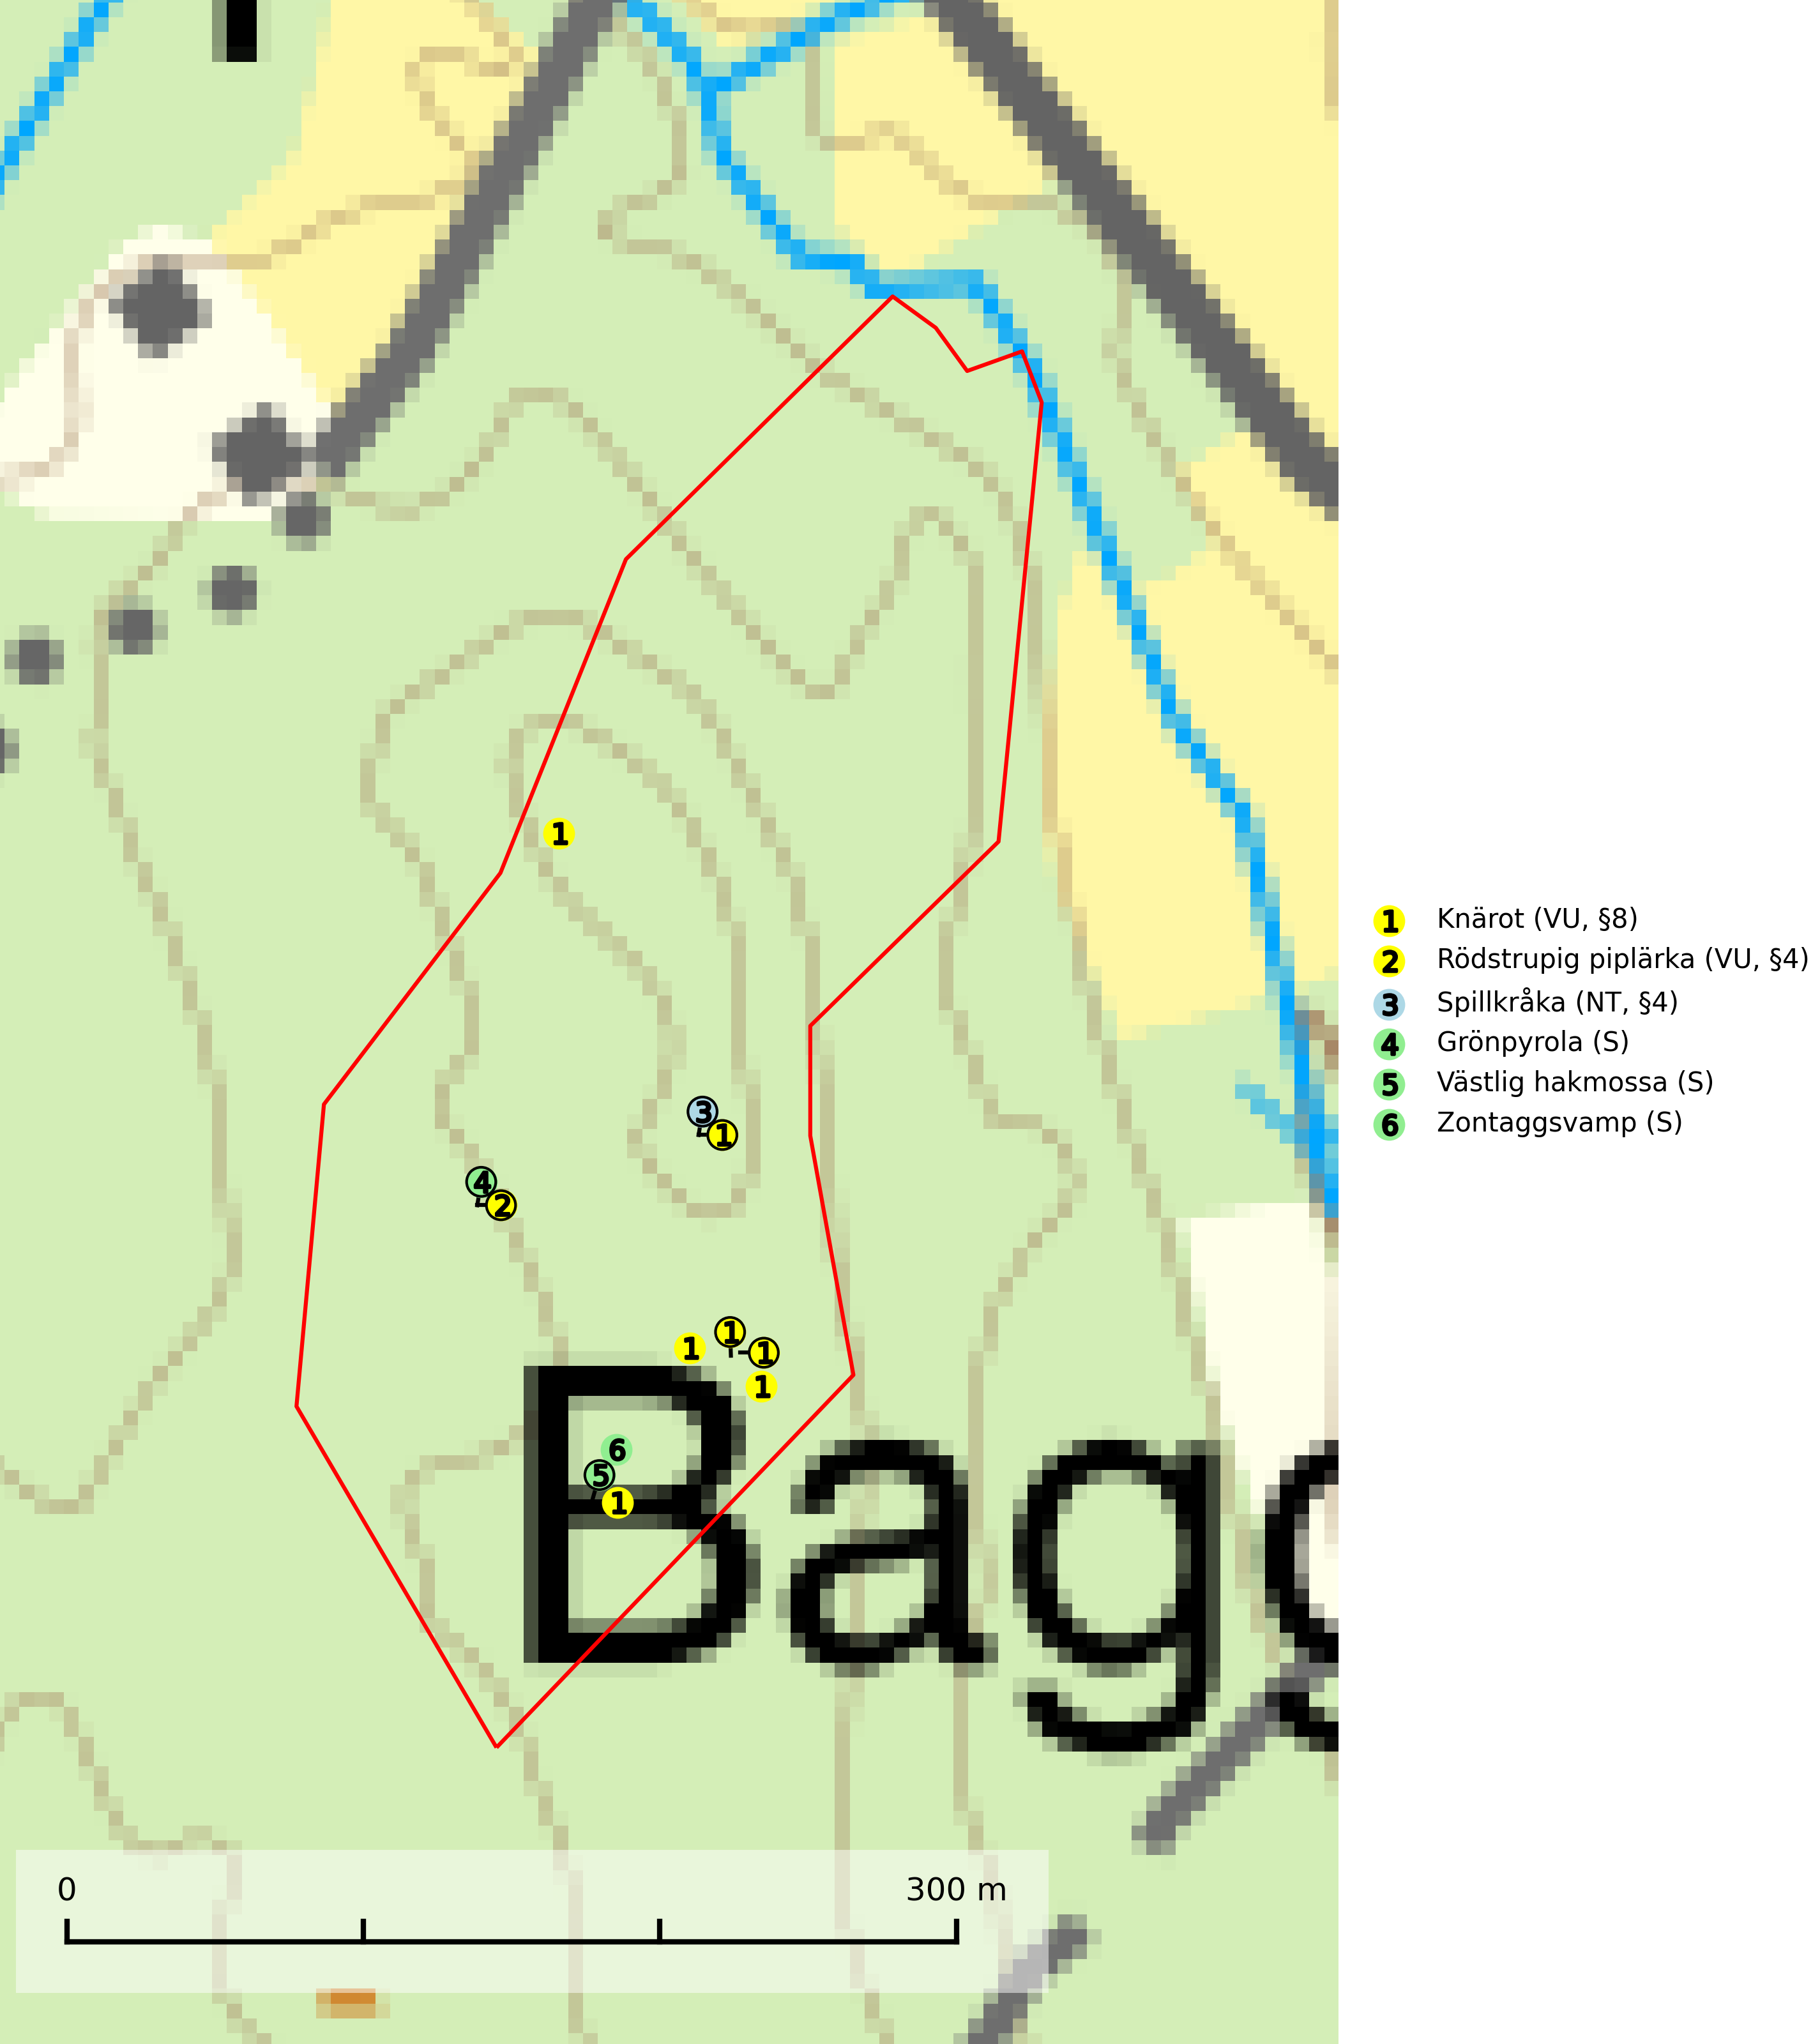 1
3
1
4
2
1
1
1
1
6
5
1
Bag
0 300 m
1 Knärot (VU, §8)
2 Rödstrupig piplärka (VU, §4)
3 Spillkråka (NT, §4)
4 Grönpyrola (S)
5 Västlig hakmossa (S)
6 Zontaggsvamp (S)